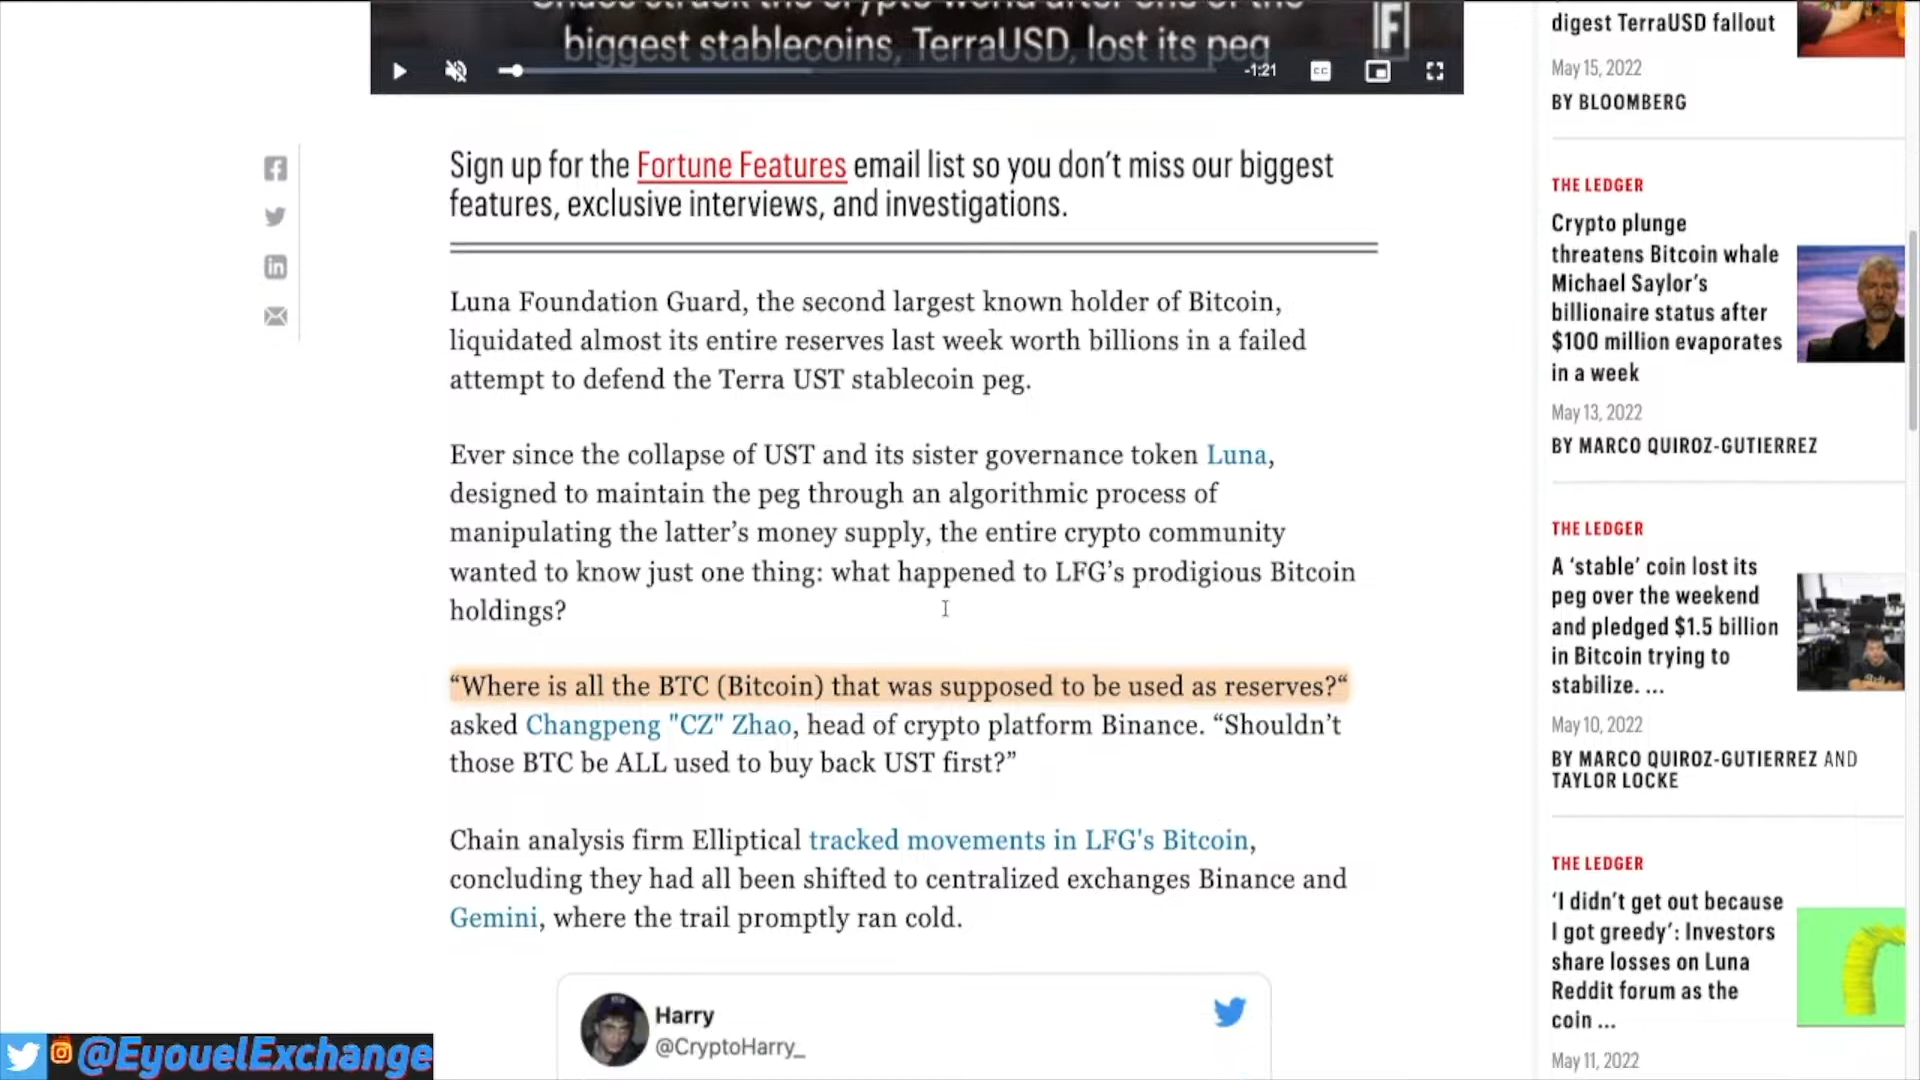 Chaos struck the crypto world after one of the
biggest stablecoins, TerraUSD, lost its peg
F
-1:21
CC
Sign up for the Fortune Features email list so you don’t miss our biggest
features, exclusive interviews, and investigations.
Luna Foundation Guard, the second largest known holder of Bitcoin,
liquidated almost its entire reserves last week worth billions in a failed
attempt to defend the Terra UST stablecoin peg.
Ever since the collapse of UST and its sister governance token Luna,
designed to maintain the peg through an algorithmic process of
manipulating the latter’s money supply, the entire crypto community
wanted to know just one thing: what happened to LFG’s prodigious Bitcoin
holdings?
“Where is all the BTC (Bitcoin) that was supposed to be used as reserves?“
asked Changpeng "CZ" Zhao, head of crypto platform Binance. “Shouldn’t
those BTC be ALL used to buy back UST first?”
Chain analysis firm Elliptical tracked movements in LFG's Bitcoin,
concluding they had all been shifted to centralized exchanges Binance and
Gemini, where the trail promptly ran cold.
Harry
@CryptoHarry_
@EyouelExchange
digest TerraUSD fallout
May 15, 2022
BY BLOOMBERG
THE LEDGER
Crypto plunge
threatens Bitcoin whale
Michael Saylor’s
billionaire status after
$100 million evaporates
in a week
May 13, 2022
BY MARCO QUIROZ-GUTIERREZ
THE LEDGER
A ‘stable’ coin lost its
peg over the weekend
and pledged $1.5 billion
in Bitcoin trying to
stabilize. ...
May 10, 2022
BY MARCO QUIROZ-GUTIERREZ AND
TAYLOR LOCKE
THE LEDGER
‘I didn’t get out because
I got greedy’: Investors
share losses on Luna
Reddit forum as the
coin ...
May 11, 2022